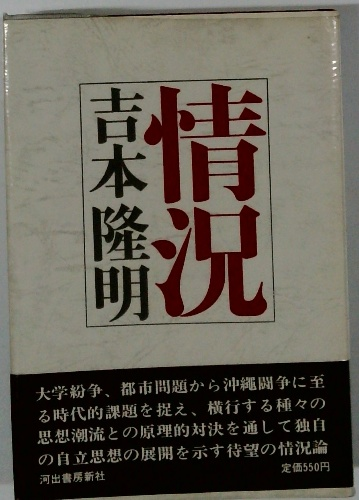 情況
吉本隆明
大学紛争、都市問題から沖縄闘争に至
る時代的課題を捉え、横行する種々の
思想潮流との原理的対決を通して独自
の自立思想の展開を示す待望の情況論
河出書房新社 定価550円